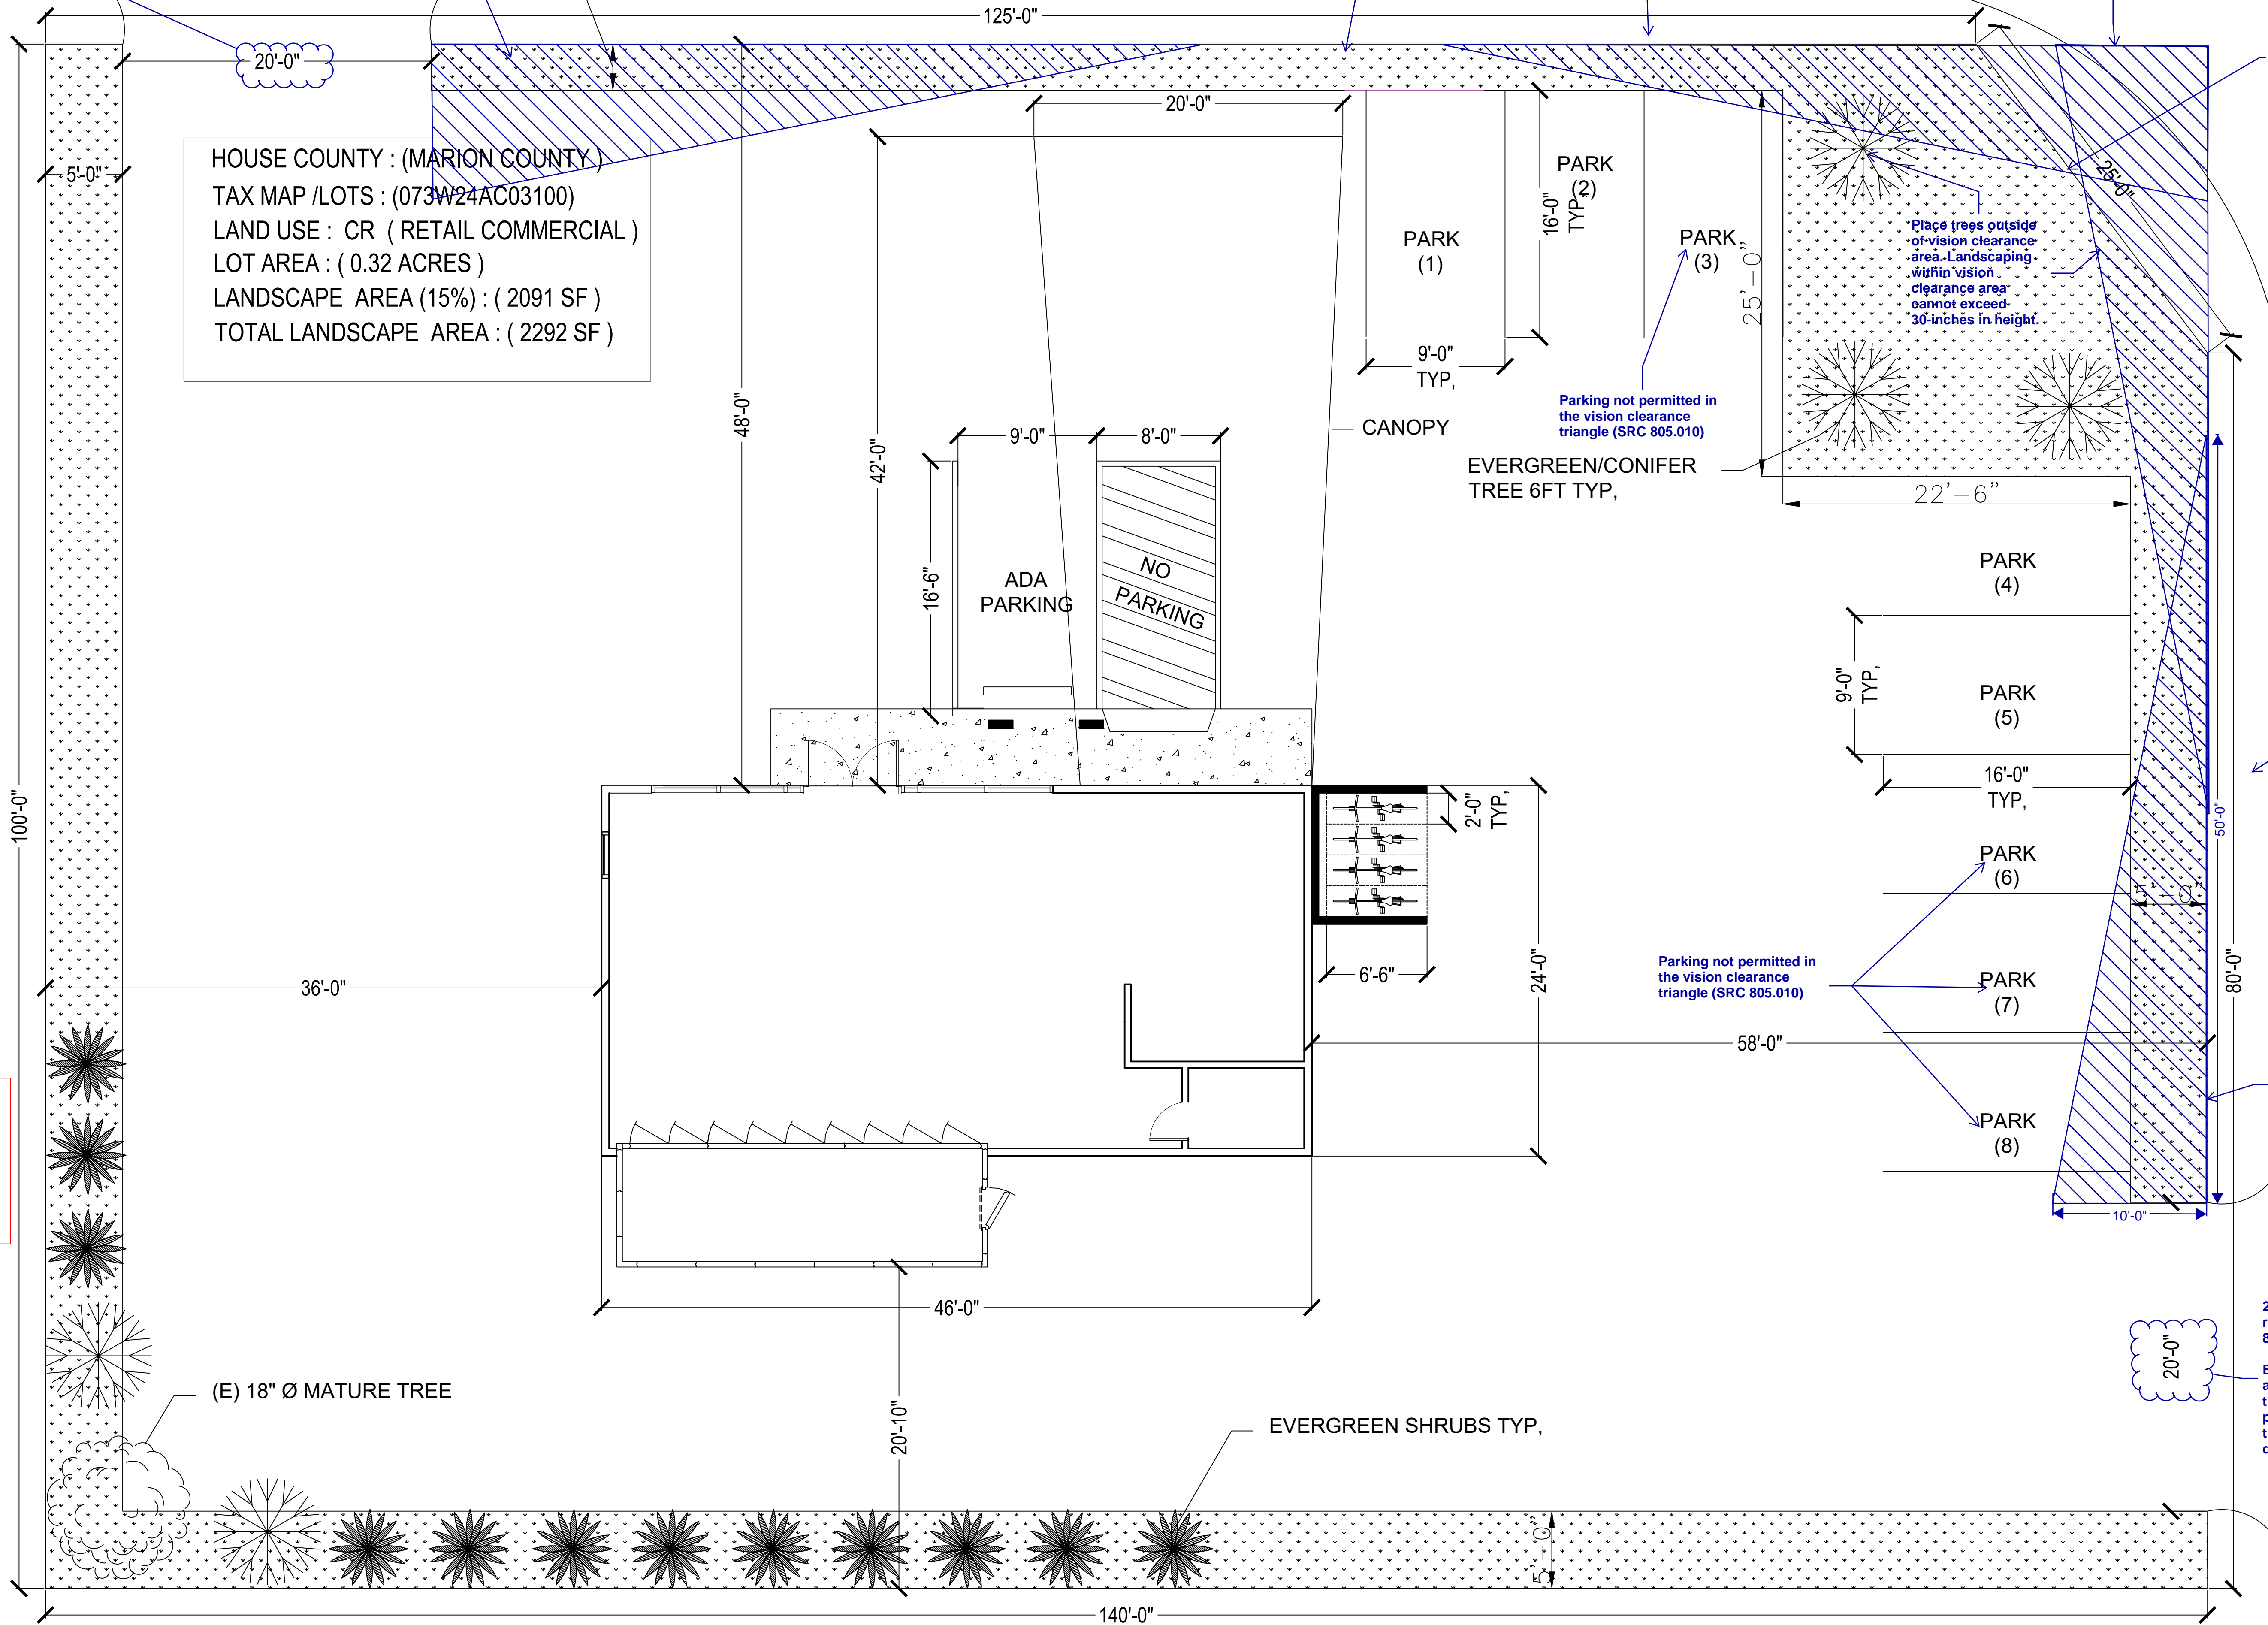 125'-0"
20'-0"
5'-0"
HOUSE COUNTY : (MARION COUNTY )
TAX MAP /LOTS : (073W24AC03100)
LAND USE : CR ( RETAIL COMMERCIAL )
LOT AREA : ( 0.32 ACRES )
LANDSCAPE AREA (15%) : ( 2091 SF )
TOTAL LANDSCAPE AREA : ( 2292 SF )
20'-0"
48'-0"
42'-0"
PARK
(1)
16'-0"
TYP,
PARK
(2)
PARK
(3)
9'-0"
TYP,
25'-0"
25'-0"
Place trees outside
of vision clearance
area. Landscaping
within vision
clearance area
cannot exceed
30-inches in height.
Parking not permitted in
the vision clearance
triangle (SRC 805.010)
CANOPY
9'-0"
8'-0"
EVERGREEN/CONIFER
TREE 6FT TYP,
22'-6"
16'-6"
ADA
PARKING
NO
PARKING
PARK
(4)
9'-0"
TYP,
PARK
(5)
16'-0"
TYP,
50'-0"
100'-0"
2'-0"
TYP,
PARK
(6)
5'-0"
6'-6"
24'-0"
36'-0"
Parking not permitted in
the vision clearance
triangle (SRC 805.010)
PARK
(7)
80'-0"
58'-0"
PARK
(8)
10'-0"
46'-0"
20'-0"
(E) 18" Ø MATURE TREE
20'-10"
EVERGREEN SHRUBS TYP,
5'-0"
140'-0"